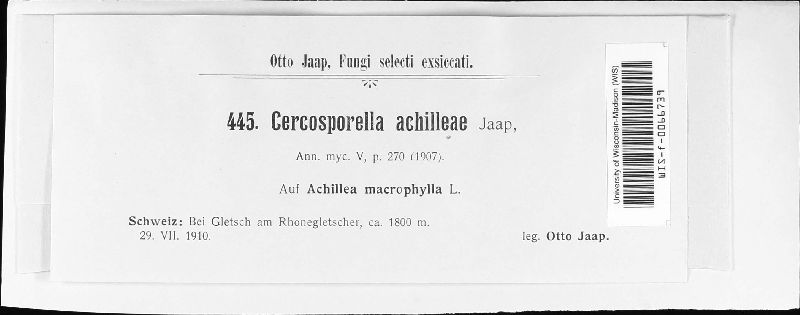 Otto Jaap, Fungi selecti exsiccati.
445. Cercosporella achilleae Jaap,
Ann. myc. V, p. 270 (1907).
Auf Achillea macrophylla L.
Schweiz: Bei Gletsch am Rhonegletscher, ca. 1800 m.
29. VII. 1910.
leg. Otto Jaap.
University of Wisconsin-Madison (WIS)
WIS-f-0066739